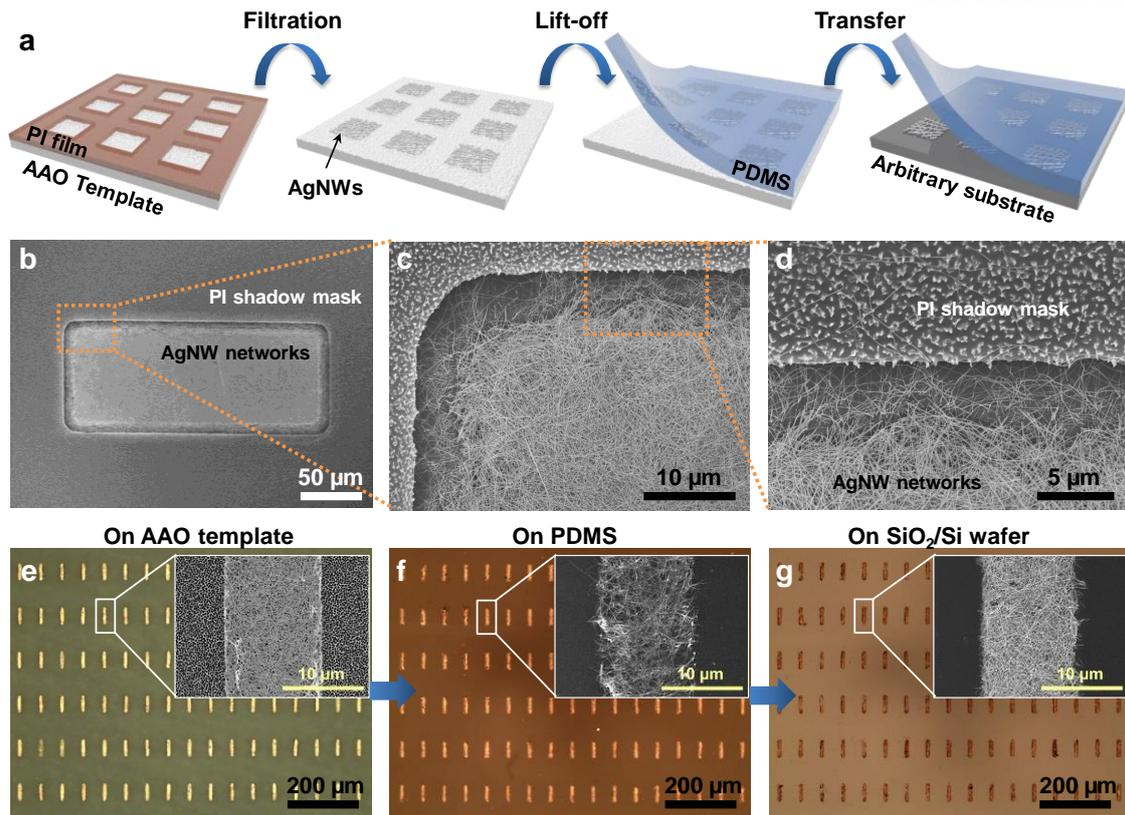 Filtration
Lift-off
Transfer
a
PI film
AAO Template
AgNWs
PDMS
Arbitrary substrate
b
PI shadow mask
AgNW networks
50 µm
c
10 µm
d
PI shadow mask
AgNW networks
5 µm
On AAO template
On PDMS
On SiO₂/Si wafer
e
10 µm
200 µm
f
10 µm
200 µm
g
10 µm
200 µm